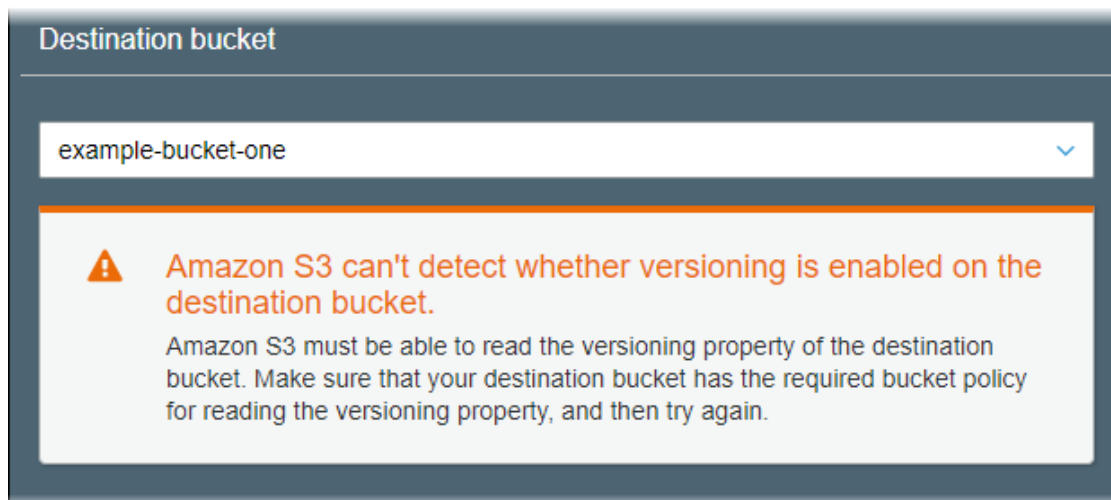 Destination bucket
example-bucket-one
Amazon S3 can't detect whether versioning is enabled on the
destination bucket.
Amazon S3 must be able to read the versioning property of the destination
bucket. Make sure that your destination bucket has the required bucket policy
for reading the versioning property, and then try again.